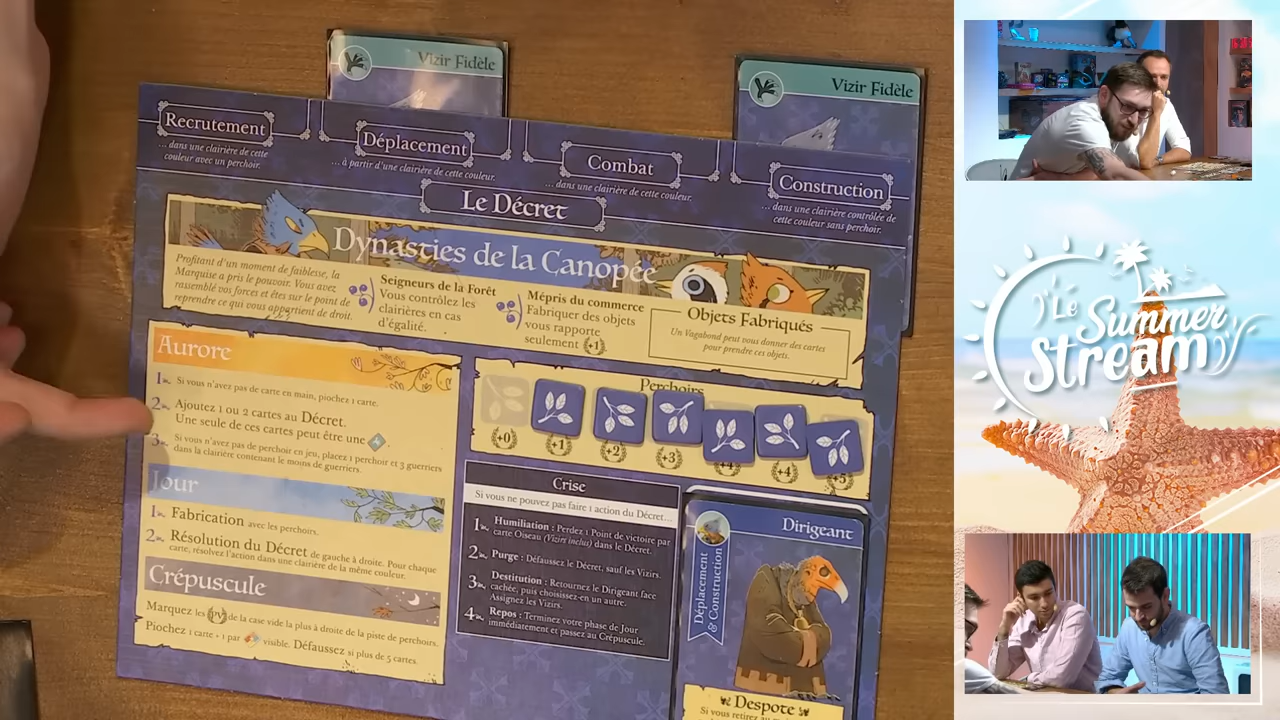 Vizir Fidèle
Vizir Fidèle
Recrutement
... dans une clairière de cette
couleur avec un perchoir.
Déplacement
... à partir d'une clairière de cette couleur.
Combat
... dans une clairière de cette couleur.
Construction
... dans une clairière contrôlée de
cette couleur sans perchoir.
Le Décret
Dynasties de la Canopée
Profitant d'un moment de faiblesse, la
Marquise a pris le pouvoir. Vous avez
rassemblé vos forces et êtes sur le point de
reprendre ce qui vous appartient de droit.
Seigneurs de la Forêt
Vous contrôlez les
clairières en cas
d'égalité.
Mépris du commerce
Fabriquer des objets
vous rapporte
seulement +1.
Objets Fabriqués
Un Vagabond peut vous donner des cartes
pour prendre ces objets.
Aurore
1. Si vous n'avez pas de carte en main, piochez 1 carte.
2. Ajoutez 1 ou 2 cartes au Décret.
Une seule de ces cartes peut être une
3. Si vous n'avez pas de perchoir en jeu, placez 1 perchoir et 3 guerriers
dans la clairière contenant le moins de guerriers.
Jour
1. Fabrication avec les perchoirs.
2. Résolution du Décret de gauche à droite. Pour chaque
carte, résolvez l'action dans une clairière de la même couleur.
Crépuscule
Marquez les PV de la case vide la plus à droite de la piste de perchoirs.
Piochez 1 carte + 1 par visible. Défaussez si plus de 5 cartes.
Perchoirs
+0 +1 +2 +3 +4 +4
Crise
Si vous ne pouvez pas faire 1 action du Décret...
1. Humiliation : Perdez 1 Point de victoire par
carte Oiseau (Vizirs inclus) dans le Décret.
2. Purge : Défaussez le Décret, sauf les Vizirs.
3. Destitution : Retournez le Dirigeant face
cachée, puis choisissez-en un autre.
Assignez les Vizirs.
4. Repos : Terminez votre phase de Jour
immédiatement et passez au Crépuscule.
Dirigeant
Déplacement
& Construction
Despote
Si vous retirez au
Le Summer
Stream